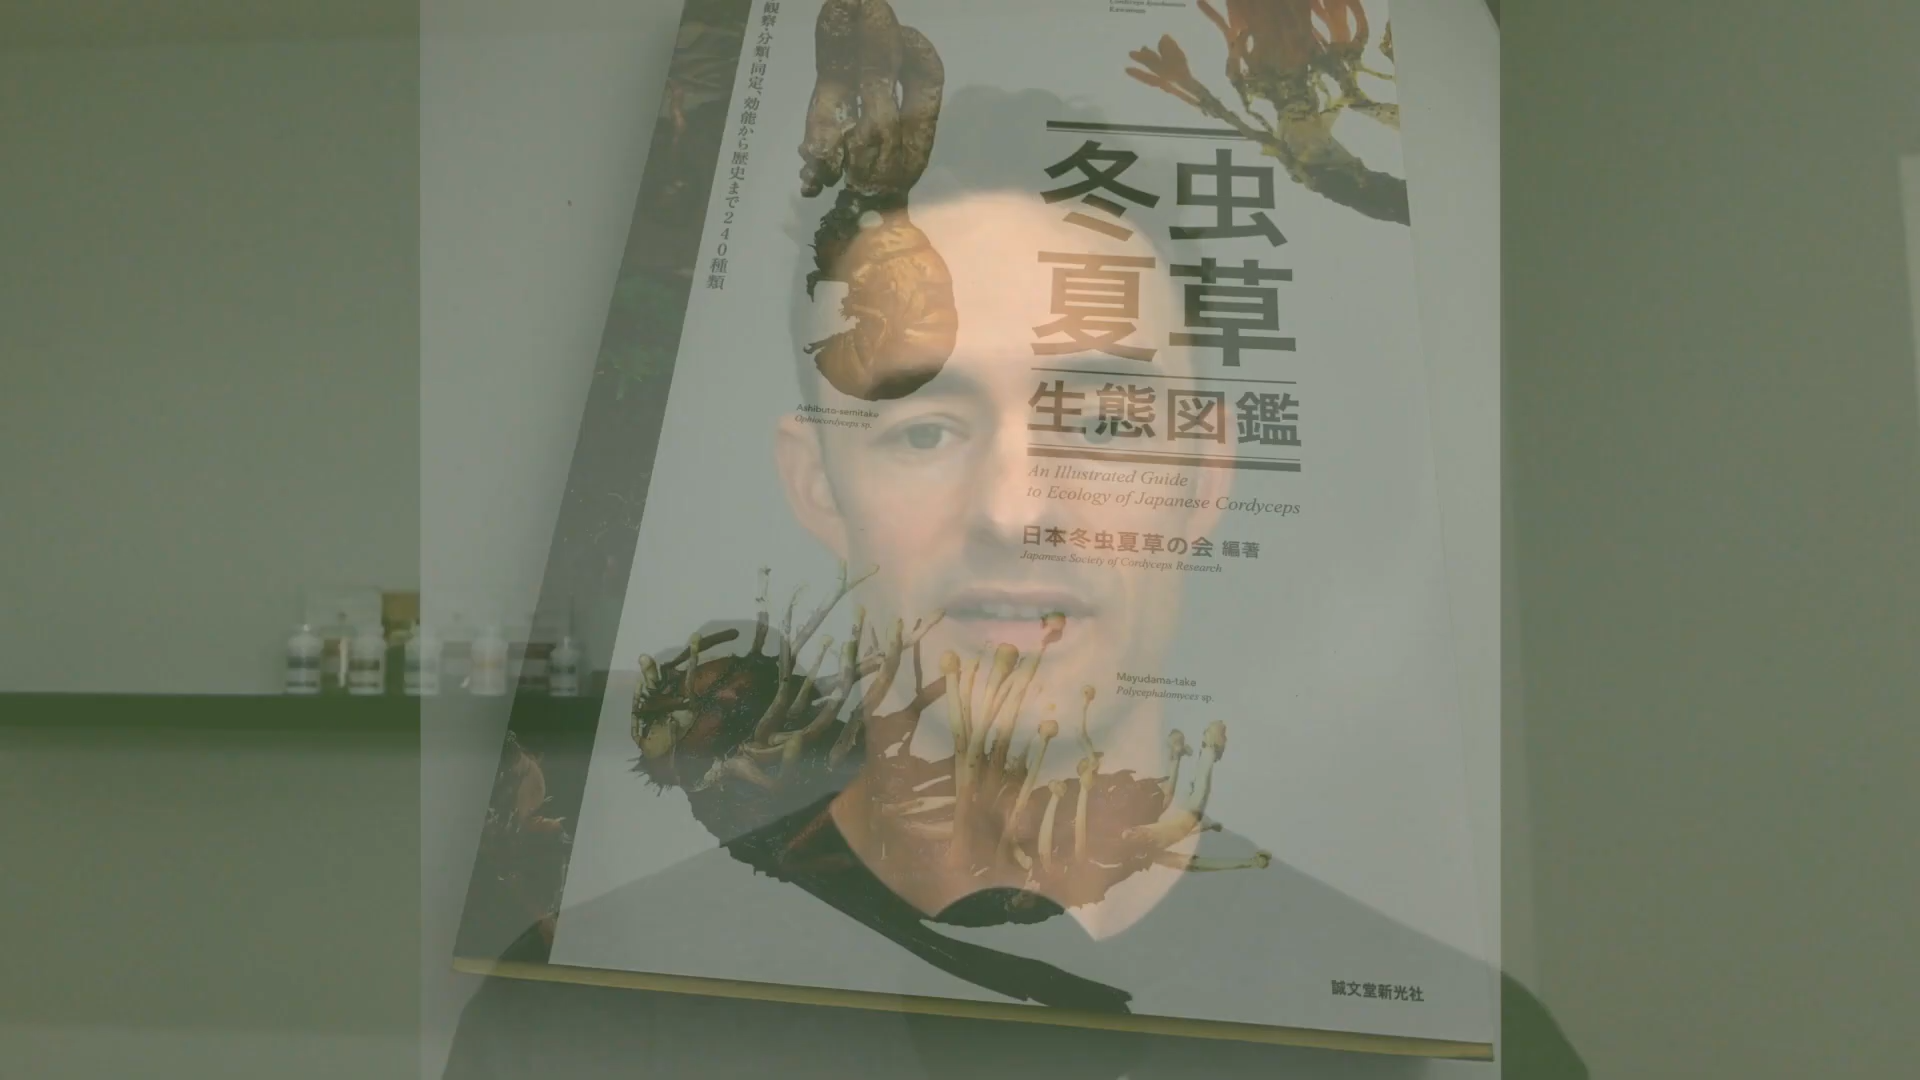 観察・分類・同定、効能から歴史まで240種類
冬虫
夏草
生態図鑑
An Illustrated Guide
to Ecology of Japanese Cordyceps
日本冬虫夏草の会 編著
Japanese Society of Cordyceps Research
Ashibuto-semitake
Ophiocordyceps sp.
Mayudama-take
Polycephalomyces sp.
誠文堂新光社